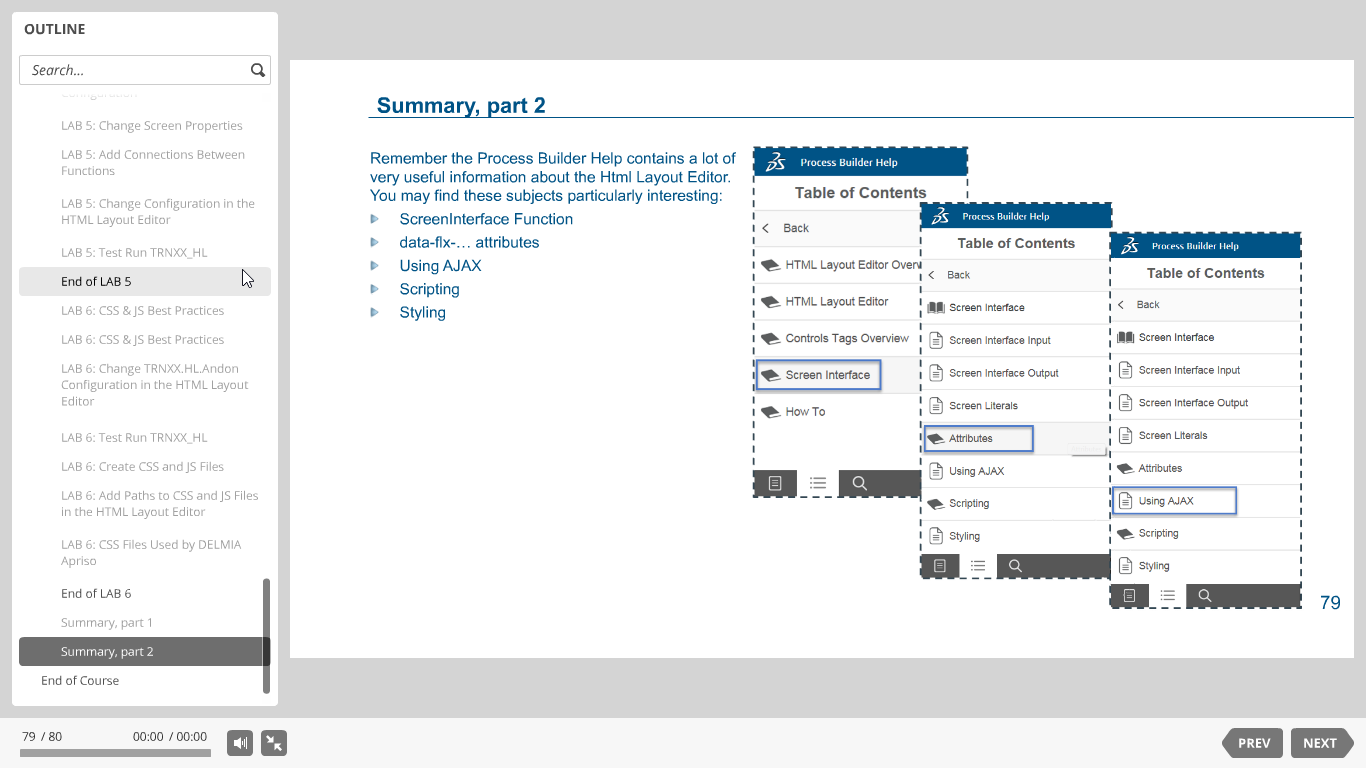 OUTLINE
Search...
Configuration
LAB 5: Change Screen Properties
LAB 5: Add Connections Between
Functions
LAB 5: Change Configuration in the
HTML Layout Editor
LAB 5: Test Run TRNXX_HL
End of LAB 5
LAB 6: CSS & JS Best Practices
LAB 6: CSS & JS Best Practices
LAB 6: Change TRNXX.HL.Andon
Configuration in the HTML Layout
Editor
LAB 6: Test Run TRNXX_HL
LAB 6: Create CSS and JS Files
LAB 6: Add Paths to CSS and JS Files
in the HTML Layout Editor
LAB 6: CSS Files Used by DELMIA
Apriso
End of LAB 6
Summary, part 1
Summary, part 2
End of Course
Summary, part 2
Remember the Process Builder Help contains a lot of
very useful information about the Html Layout Editor.
You may find these subjects particularly interesting:
ScreenInterface Function
data-flx-… attributes
Using AJAX
Scripting
Styling
Process Builder Help
Table of Contents
Back
HTML Layout Editor Overv
HTML Layout Editor
Controls Tags Overview
Screen Interface
How To
Process Builder Help
Table of Contents
Back
Screen Interface
Screen Interface Input
Screen Interface Output
Screen Literals
Attributes
Using AJAX
Scripting
Styling
Process Builder Help
Table of Contents
Back
Screen Interface
Screen Interface Input
Screen Interface Output
Screen Literals
Attributes
Using AJAX
Scripting
Styling
79
79 / 80
00:00 / 00:00
PREV
NEXT